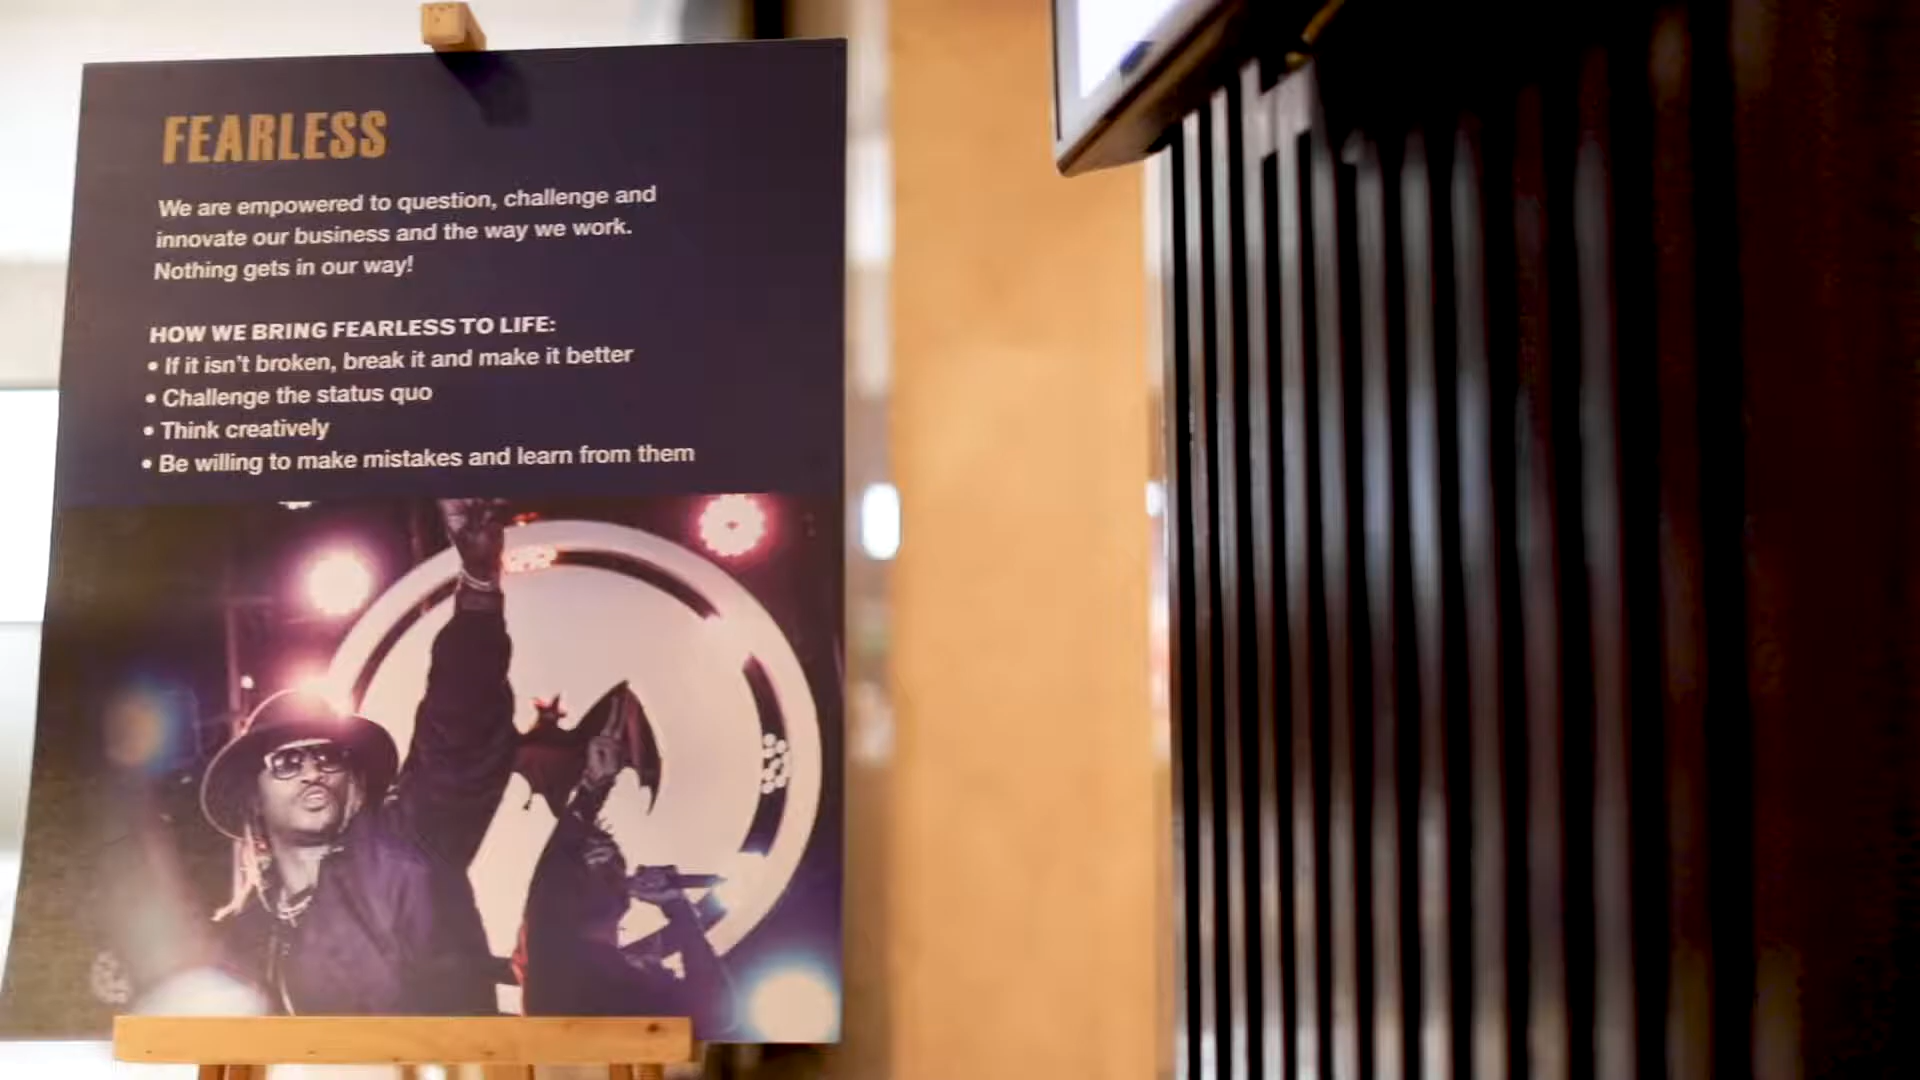 FEARLESS
We are empowered to question, challenge and
innovate our business and the way we work.
Nothing gets in our way!
HOW WE BRING FEARLESS TO LIFE:
• If it isn't broken, break it and make it better
• Challenge the status quo
• Think creatively
• Be willing to make mistakes and learn from them